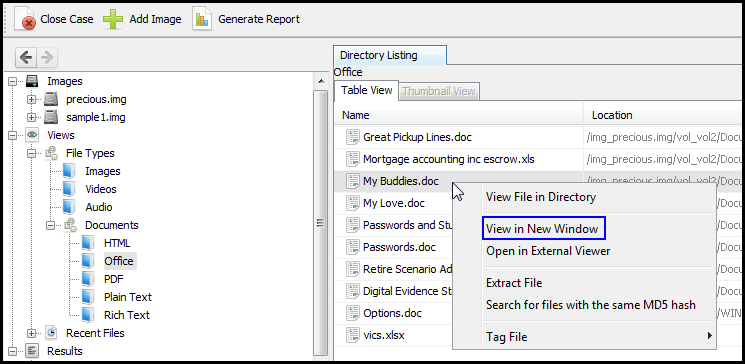 Close Case Add Image Generate Report
Directory Listing
Office
Table View Thumbnail View
Name Location
Images
precious.img
sample1.img
Views
File Types
Images
Videos
Audio
Documents
HTML
Office
PDF
Plain Text
Rich Text
Recent Files
Results
Great Pickup Lines.doc /img_precious.img/vol_vol2/Docu
Mortgage accounting inc escrow.xls /img_precious.img/vol_vol2/Docu
My Buddies.doc /img_precious.img/vol_vol2/Docu
My Love.doc
Passwords and Stu
Passwords.doc
Retire Scenario Ad
Digital Evidence St
Options.doc
vics.xlsx
View File in Directory
View in New Window
Open in External Viewer
Extract File
Search for files with the same MD5 hash
Tag File